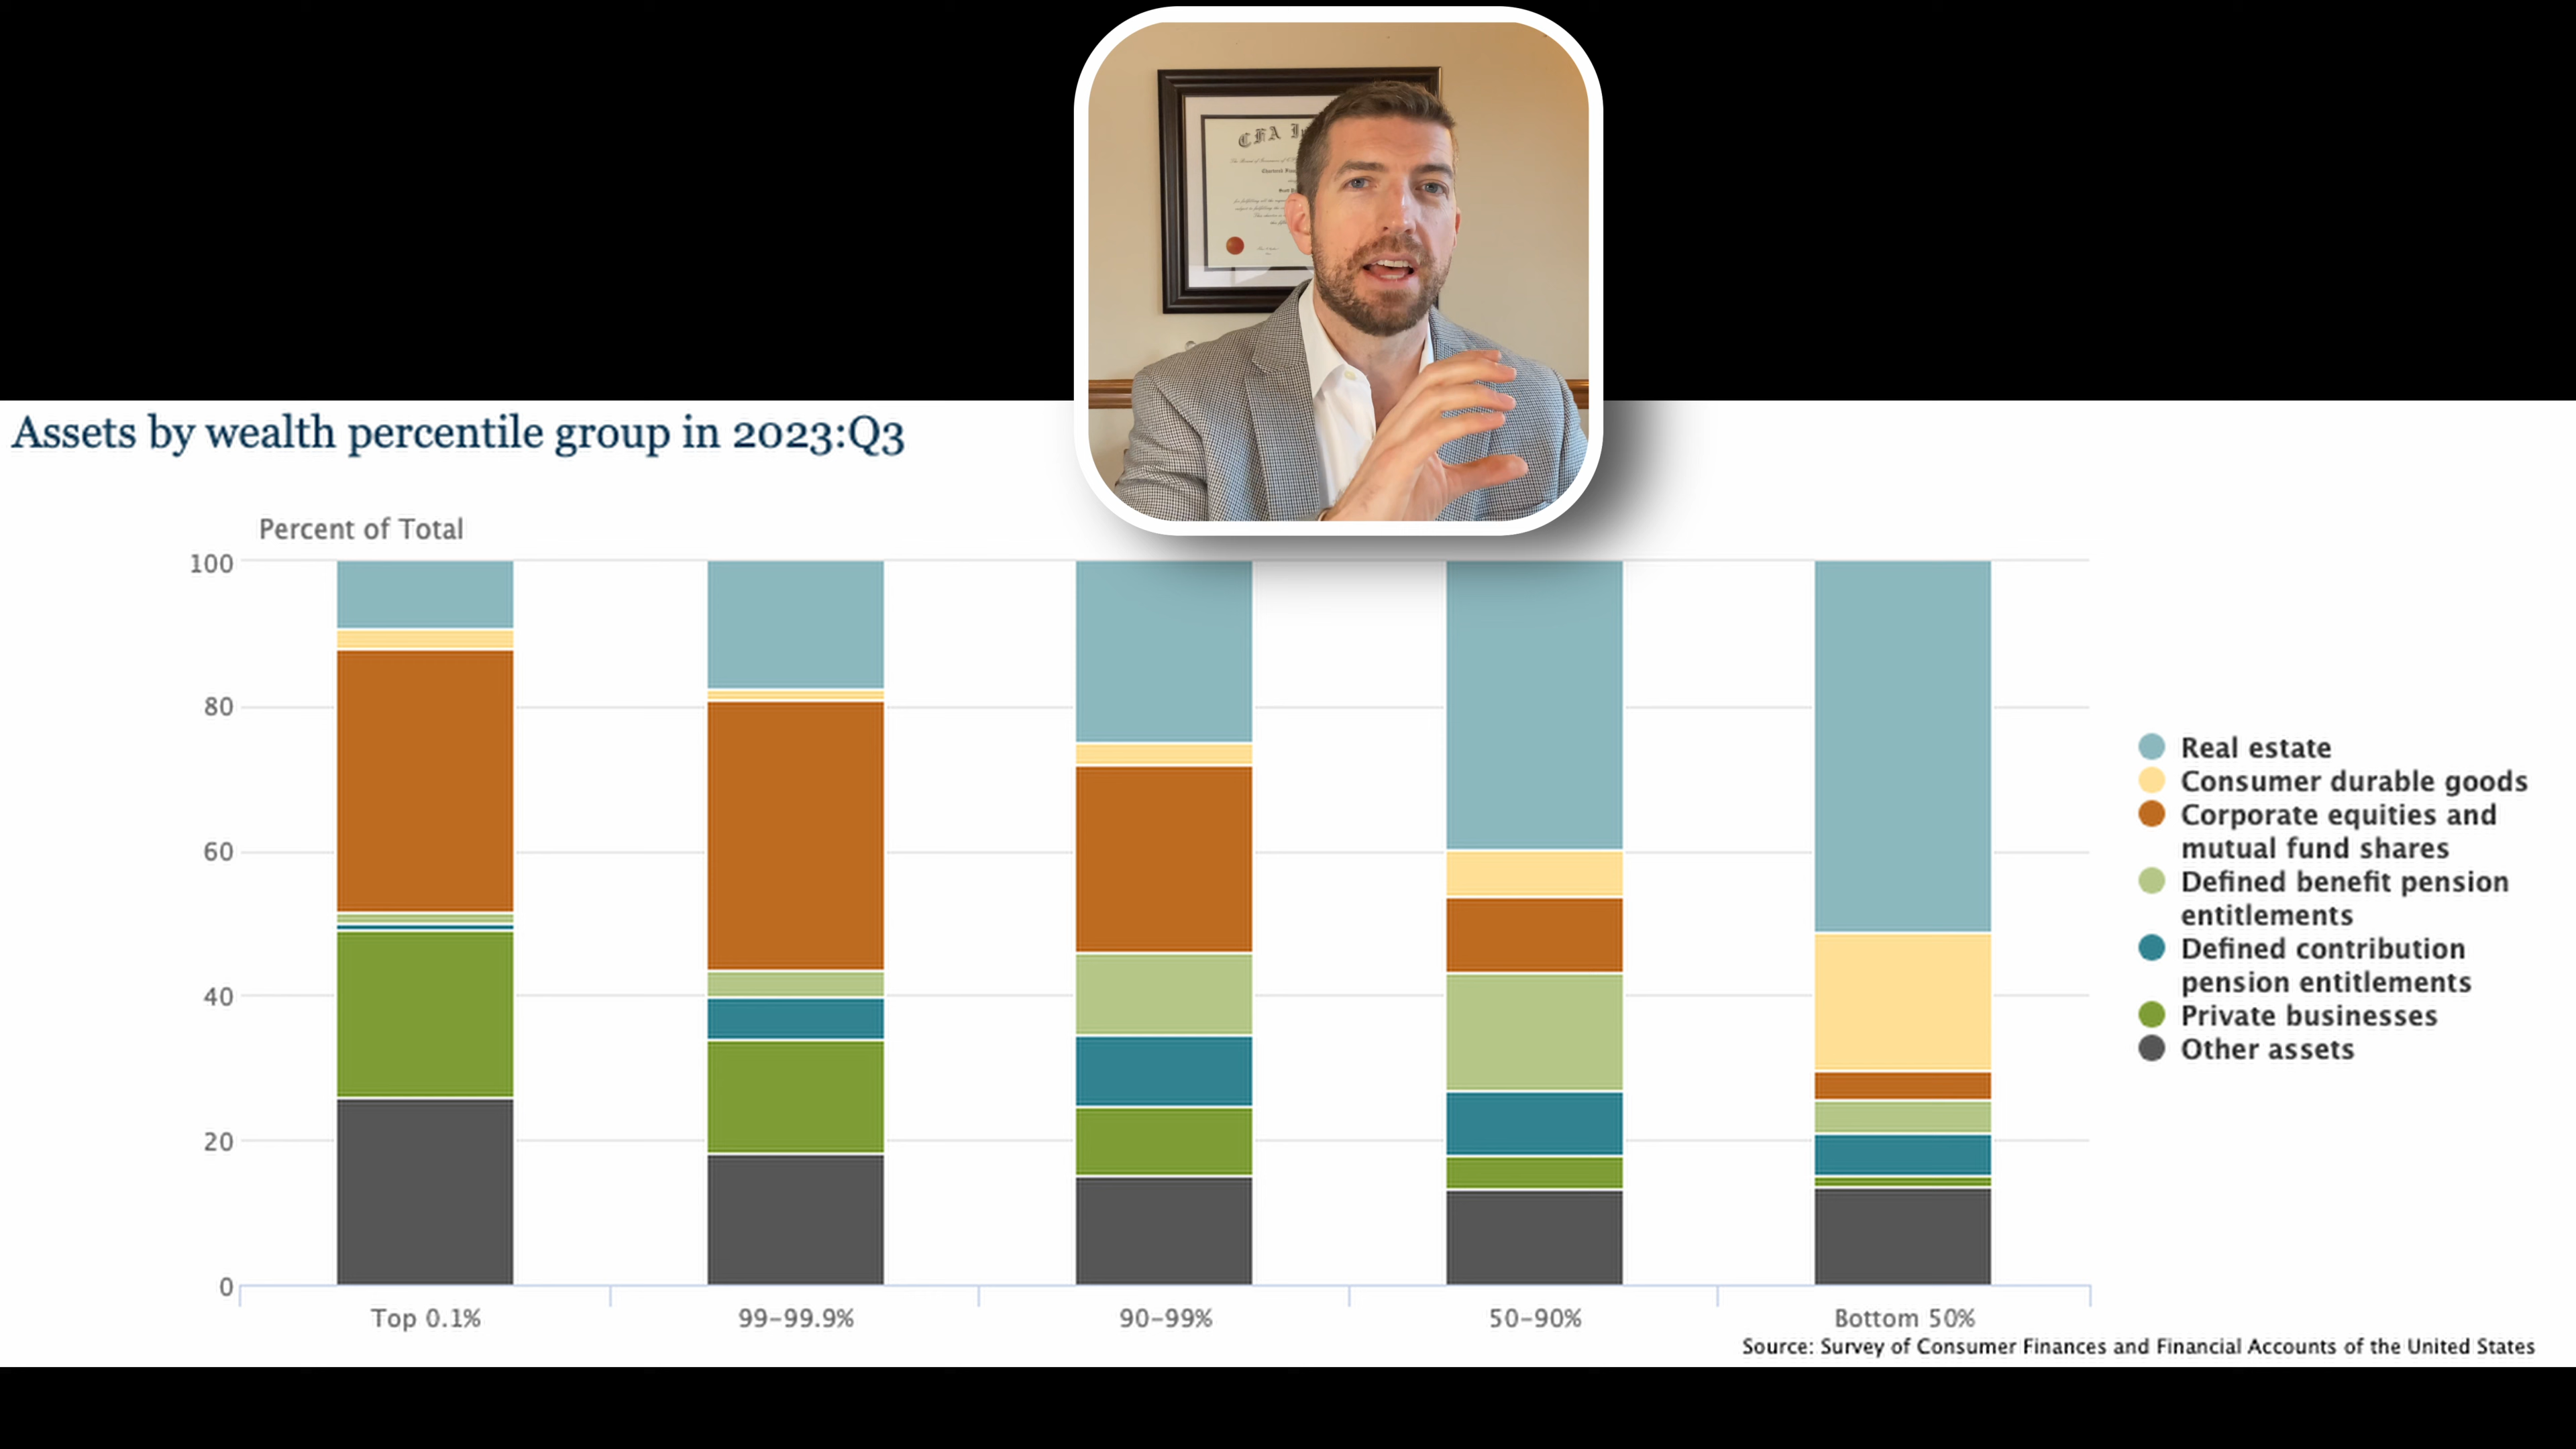 CFA
Assets by wealth percentile group in 2023:Q3
Percent of Total
100
80
60
40
20
0
Top 0.1%
99–99.9%
90–99%
50–90%
Bottom 50%
Real estate
Consumer durable goods
Corporate equities and
mutual fund shares
Defined benefit pension
entitlements
Defined contribution
pension entitlements
Private businesses
Other assets
Source: Survey of Consumer Finances and Financial Accounts of the United States